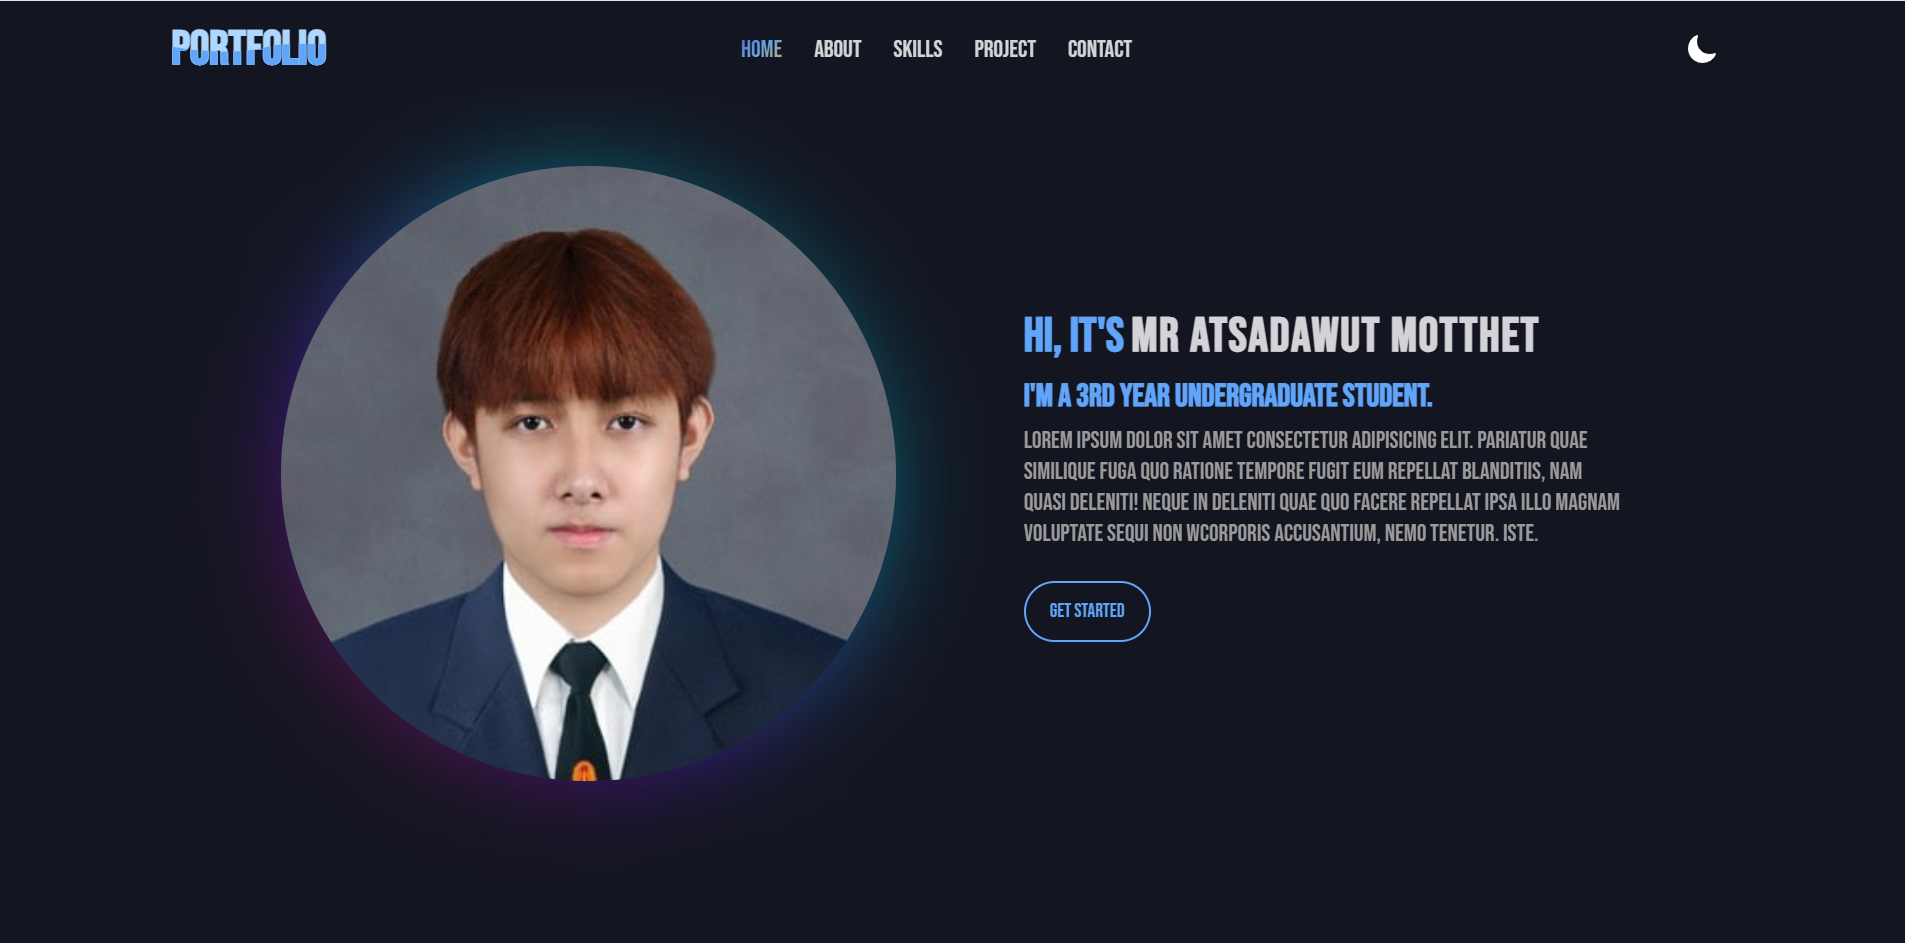 PORTFOLIO
HOME ABOUT SKILLS PROJECT CONTACT
HI, IT'S MR ATSADAWUT MOTTHET
I'M A 3RD YEAR UNDERGRADUATE STUDENT.
LOREM IPSUM DOLOR SIT AMET CONSECTETUR ADIPISICING ELIT. PARIATUR QUAE
SIMILIQUE FUGA QUO RATIONE TEMPORE FUGIT EUM REPELLAT BLANDITIIS, NAM
QUASI DELENITI! NEQUE IN DELENITI QUAE QUO FACERE REPELLAT IPSA ILLO MAGNAM
VOLUPTATE SEQUI NON WCORPORIS ACCUSANTIUM, NEMO TENETUR. ISTE.
GET STARTED